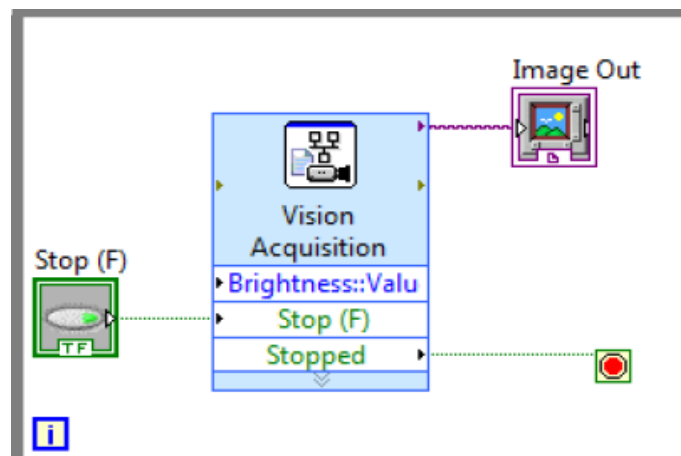 Image Out
Vision
Acquisition
Stop (F)
Brightness::Valu
Stop (F)
TF
Stopped
i